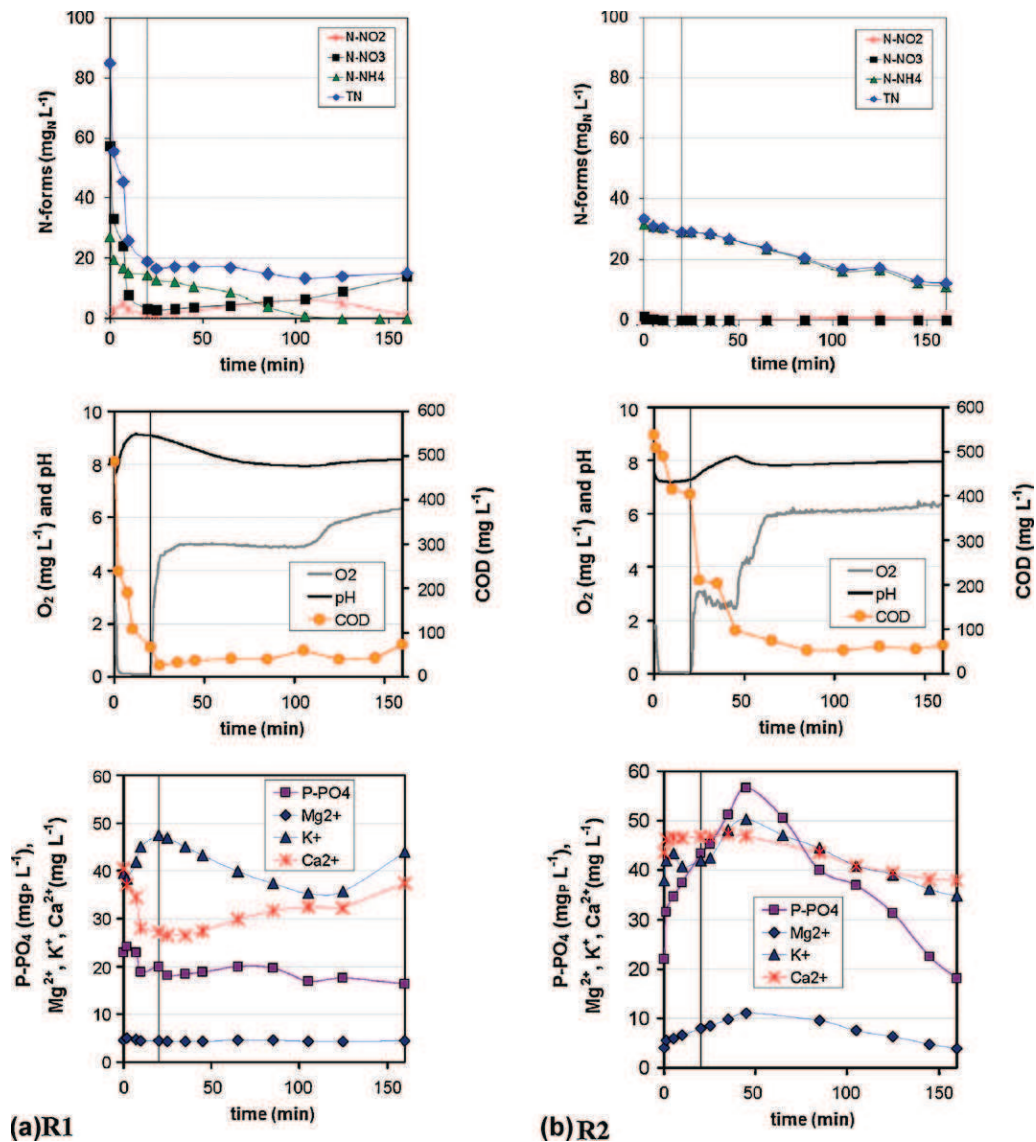 100
80
60
40
20
0
N-forms (mg_N L⁻¹)
N-NO2
N-NO3
N-NH4
TN
0 50 100 150
time (min)
100
80
60
40
20
0
N-forms (mg_N L⁻¹)
N-NO2
N-NO3
N-NH4
TN
50 100 150
time (min)
10
8
6
4
2
0
O₂ (mg L⁻¹) and pH
600
500
400
300
200
100
0
COD (mg L⁻¹)
O2
pH
COD
0 50 100 150
time (min)
10
8
6
4
2
0
O₂ (mg L⁻¹) and pH
600
500
400
300
200
100
0
COD (mg L⁻¹)
O2
pH
COD
0 50 100 150
time (min)
60
50
40
30
20
10
0
P-PO₄ (mg_P L⁻¹),
Mg²⁺, K⁺, Ca²⁺(mg L⁻¹)
P-PO4
Mg2+
K+
Ca2+
0 50 100 150
time (min)
60
50
40
30
20
10
0
P-PO₄ (mg_P L⁻¹),
Mg²⁺, K⁺, Ca²⁺(mg L⁻¹)
P-PO4
Mg2+
K+
Ca2+
0 50 100 150
time (min)
(a)R1
(b)R2